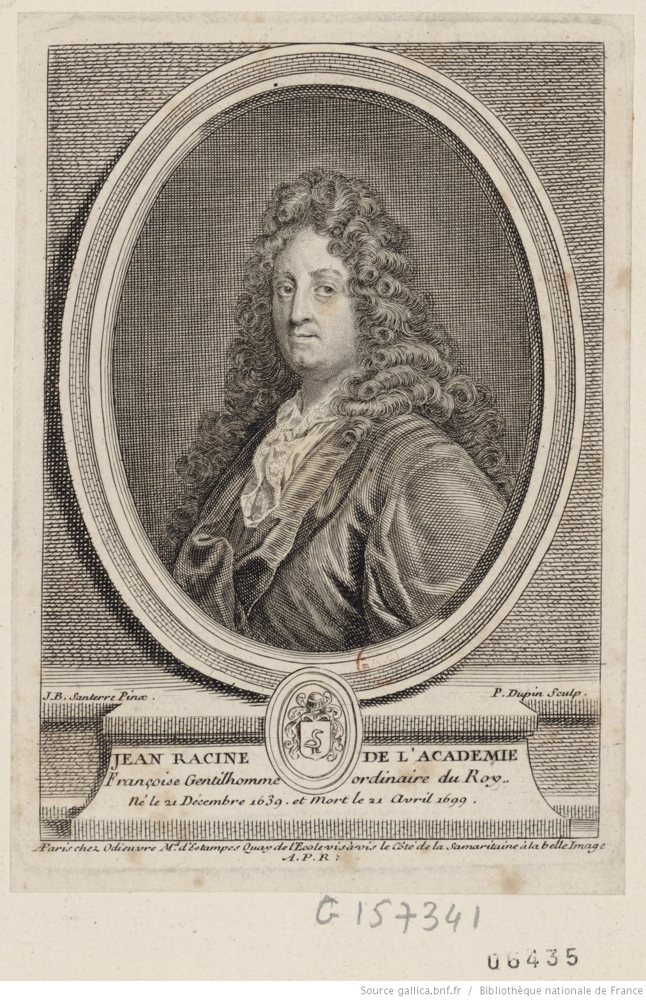 J.B. Santerre Pinx.
P. Dupin Sculp.
JEAN RACINE DE L'ACADEMIE
Françoise Gentilhomme ordinaire du Roy..
Né le 21 Décembre 1639. et Mort le 21 Avril 1699.
AParis chez Odieuvre Md. d'Estampes Quay de l'Ecole vis à vis le Côté de la Samaritaine à la belle Image
A.P.R:
G 157341
06435
Source gallica.bnf.fr / Bibliothèque nationale de France